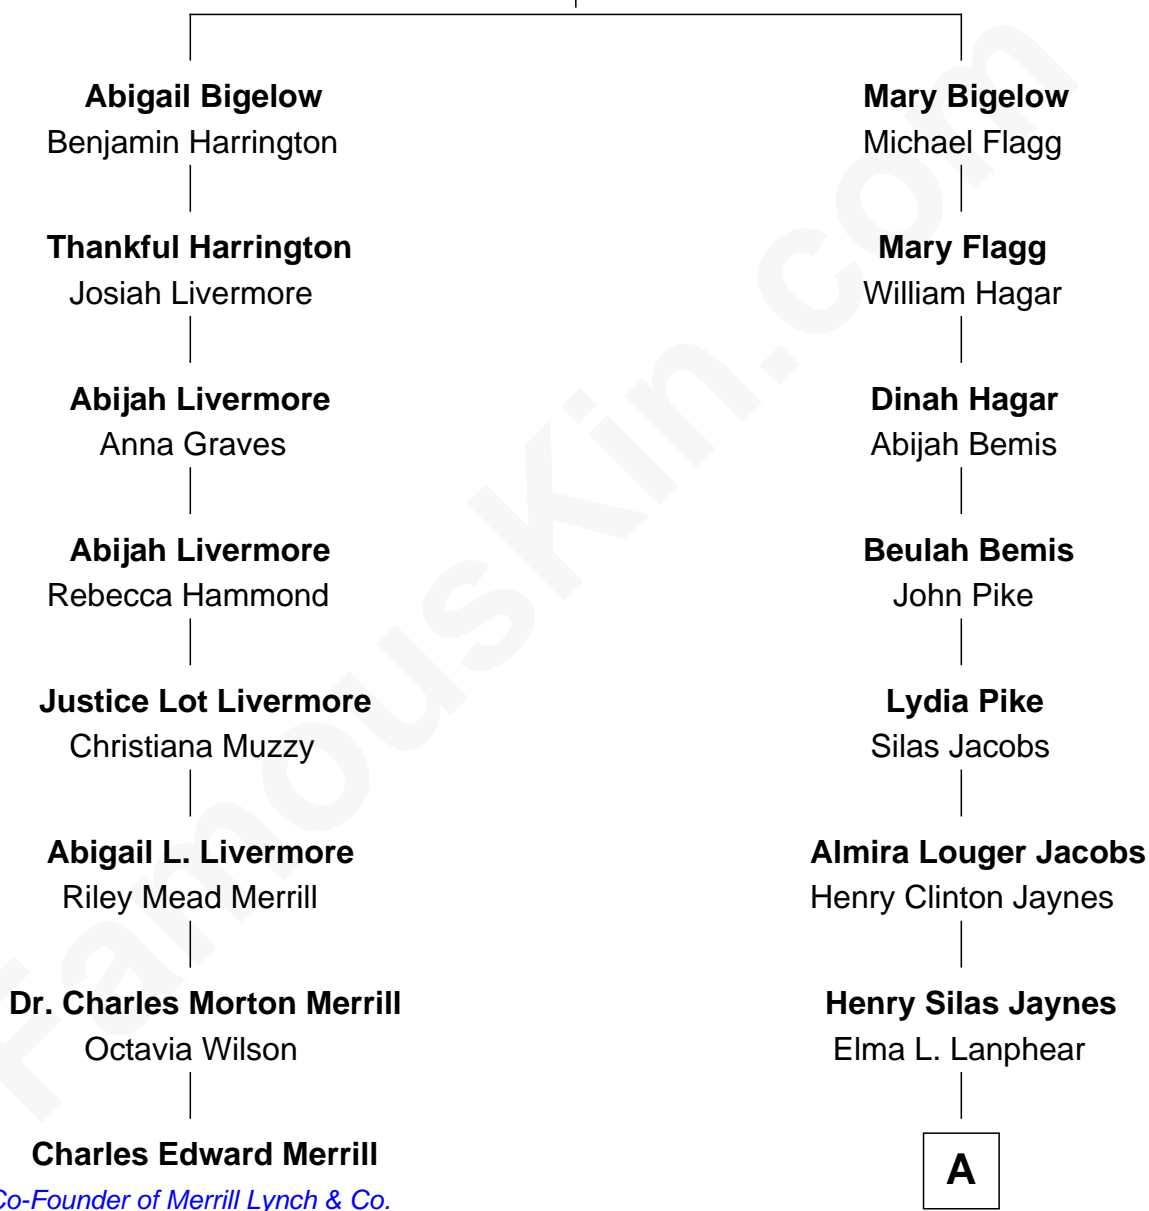 Abigail Bigelow
Benjamin Harrington
Thankful Harrington
Josiah Livermore
Abijah Livermore
Anna Graves
Abijah Livermore
Rebecca Hammond
Justice Lot Livermore
Christiana Muzzy
Abigail L. Livermore
Riley Mead Merrill
Dr. Charles Morton Merrill
Octavia Wilson
Charles Edward Merrill
Co-Founder of Merrill Lynch & Co.
Mary Bigelow
Michael Flagg
Mary Flagg
William Hagar
Dinah Hagar
Abijah Bemis
Beulah Bemis
John Pike
Lydia Pike
Silas Jacobs
Almira Louger Jacobs
Henry Clinton Jaynes
Henry Silas Jaynes
Elma L. Lanphear
A
FamousKin.com